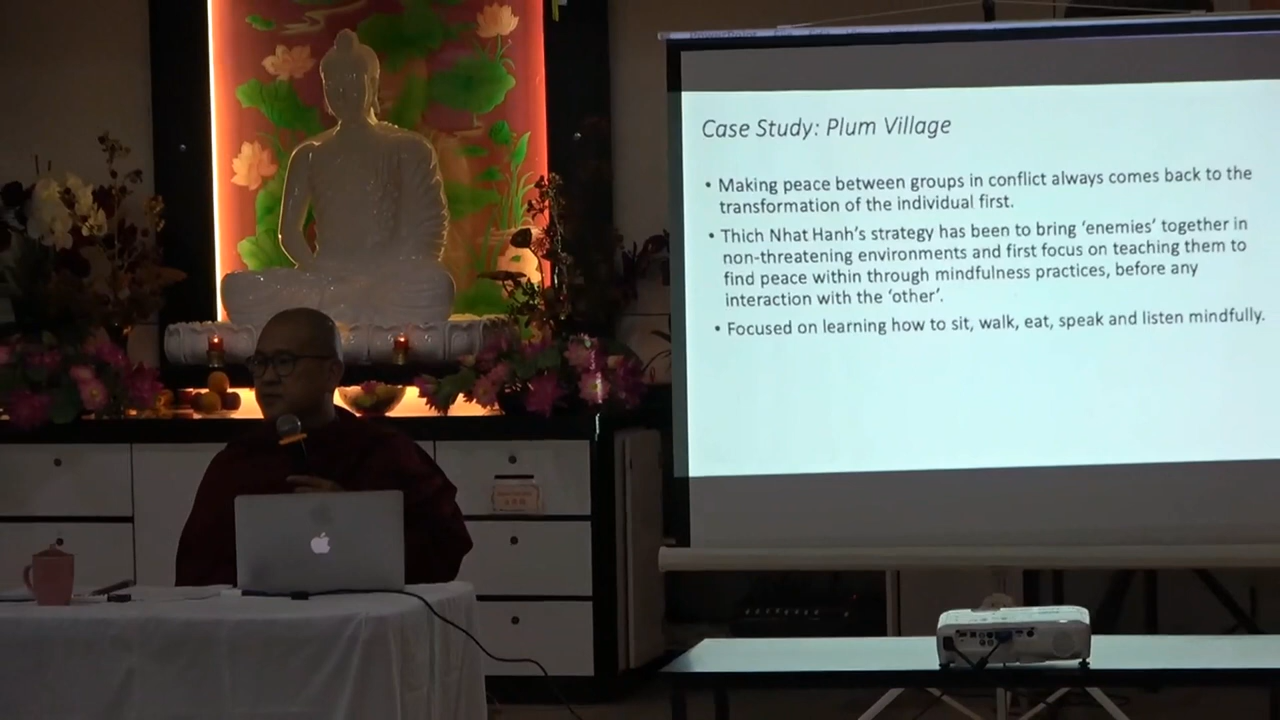 Case Study: Plum Village
• Making peace between groups in conflict always comes back to the
transformation of the individual first.
• Thich Nhat Hanh's strategy has been to bring 'enemies' together in
non-threatening environments and first focus on teaching them to
find peace within through mindfulness practices, before any
interaction with the 'other'.
• Focused on learning how to sit, walk, eat, speak and listen mindfully.